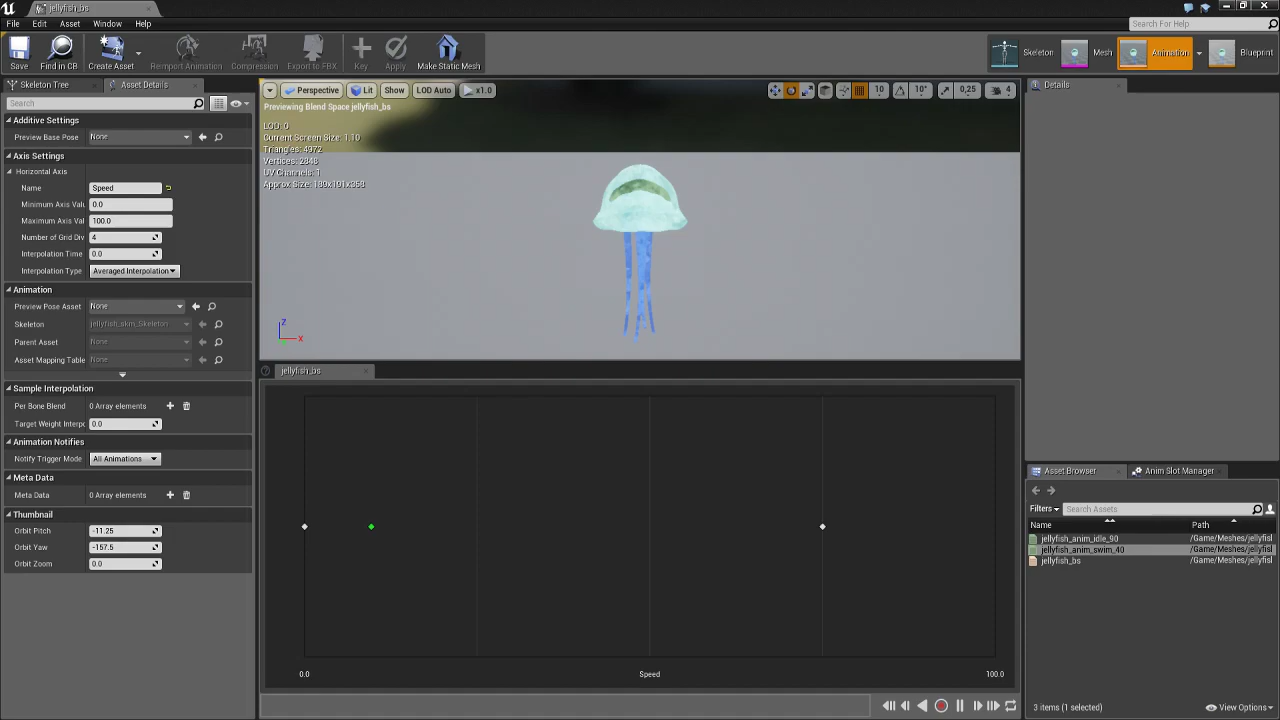 jellyfish_bs
File Edit Asset Window Help
Search For Help
Save Find in CB Create Asset Reimport Animation Compression Export to FBX Key Apply Make Static Mesh Skeleton Mesh Animation Blueprint
Skeleton Tree Asset Details
Search
Additive Settings
Preview Base Pose None
Axis Settings
Horizontal Axis
Name Speed
Minimum Axis Valu 0.0
Maximum Axis Val 100.0
Number of Grid Div 4
Interpolation Time 0.0
Interpolation Type Averaged Interpolation
Animation
Preview Pose Asset None
Skeleton jellyfish_skm_Skeleton
Parent Asset None
Asset Mapping Table None
Sample Interpolation
Per Bone Blend 0 Array elements
Target Weight Interpo 0.0
Animation Notifies
Notify Trigger Mode All Animations
Meta Data
Meta Data 0 Array elements
Thumbnail
Orbit Pitch -11.25
Orbit Yaw -157.5
Orbit Zoom 0.0
Perspective Lit Show LOD Auto x1.0 10 10° 0,25 4
Previewing Blend Space jellyfish_bs
LOD: 0
Current Screen Size: 1.10
Triangles: 4972
Vertices: 2848
UV Channels: 1
Approx Size: 180x101x358
Z
X
jellyfish_bs
0.0 Speed 100.0
Details
Asset Browser Anim Slot Manager
Filters Search Assets
Name Path
jellyfish_anim_idle_90 /Game/Meshes/jellyfisl
jellyfish_anim_swim_40 /Game/Meshes/jellyfisl
jellyfish_bs /Game/Meshes/jellyfisl
3 items (1 selected) View Options